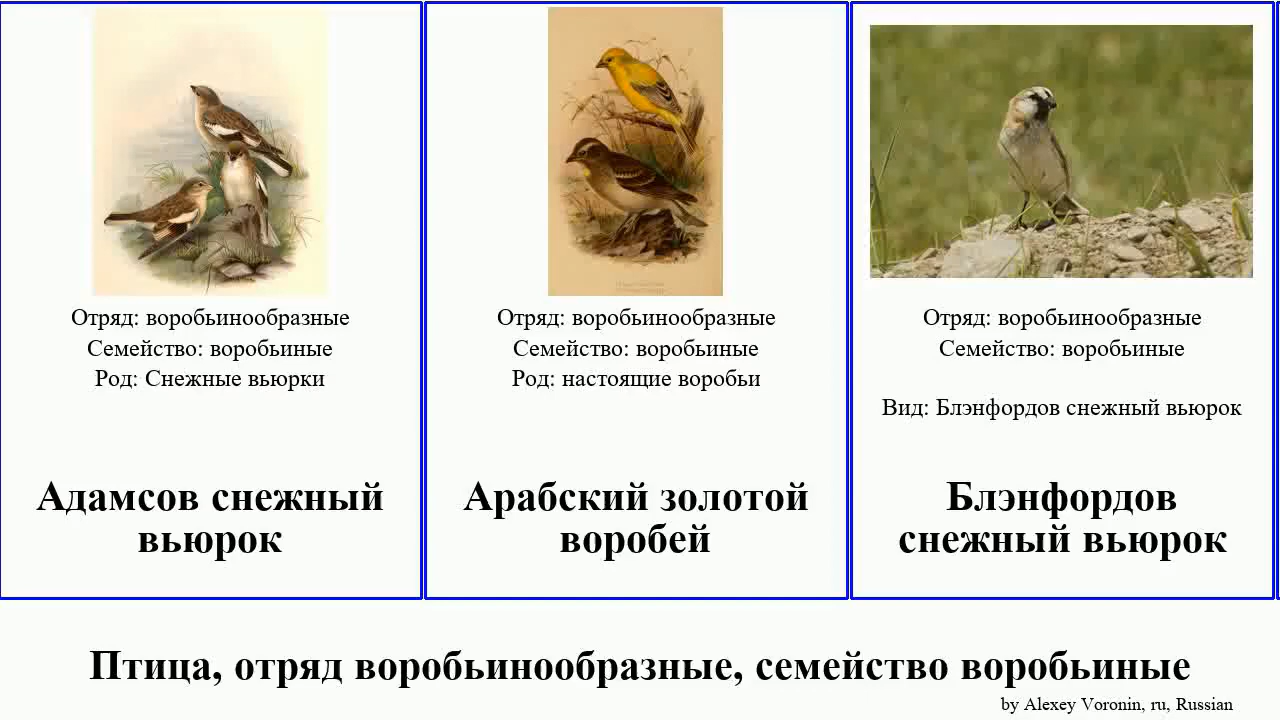 Отряд: воробьинообразные
Семейство: воробьиные
Род: Снежные вьюрки
Адамсов снежный
вьюрок
Отряд: воробьинообразные
Семейство: воробьиные
Род: настоящие воробьи
Арабский золотой
воробей
Отряд: воробьинообразные
Семейство: воробьиные
Вид: Блэнфордов снежный вьюрок
Блэнфордов
снежный вьюрок
Птица, отряд воробьинообразные, семейство воробьиные
by Alexey Voronin, ru, Russian